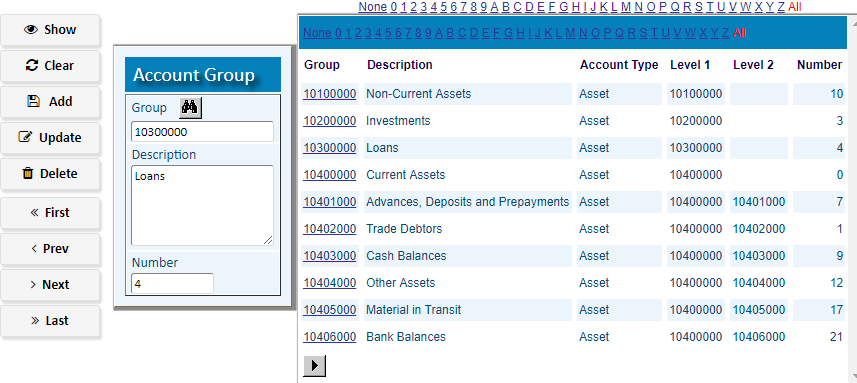 None 0 1 2 3 4 5 6 7 8 9 A B C D E F G H I J K L M N O P Q R S T U V W X Y Z All
Show
Clear
Add
Update
Delete
First
Prev
Next
Last
Account Group
Group
10300000
Description
Loans
Number
4
None 0 1 2 3 4 5 6 7 8 9 A B C D E F G H I J K L M N O P Q R S T U V W X Y Z All
Group Description Account Type Level 1 Level 2 Number
10100000 Non-Current Assets Asset 10100000 10
10200000 Investments Asset 10200000 3
10300000 Loans Asset 10300000 4
10400000 Current Assets Asset 10400000 0
10401000 Advances, Deposits and Prepayments Asset 10400000 10401000 7
10402000 Trade Debtors Asset 10400000 10402000 1
10403000 Cash Balances Asset 10400000 10403000 9
10404000 Other Assets Asset 10400000 10404000 12
10405000 Material in Transit Asset 10400000 10405000 17
10406000 Bank Balances Asset 10400000 10406000 21